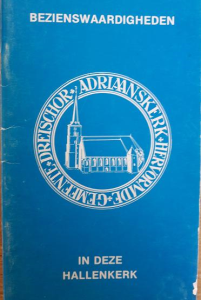 BEZIENSWAARDIGHEDEN
ADRIAANSKERK · HERVORMDE · GEMEENTE · DREISCHOR ·
IN DEZE
HALLENKERK